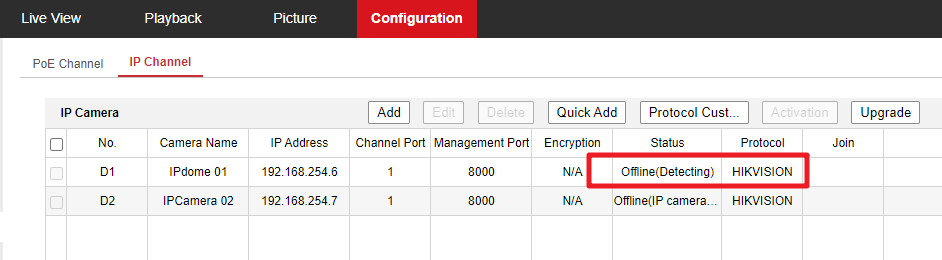 Live View Playback Picture Configuration
PoE Channel IP Channel
IP Camera Add Edit Delete Quick Add Protocol Cust... Activation Upgrade
No. Camera Name IP Address Channel Port Management Port Encryption Status Protocol Join
D1 IPdome 01 192.168.254.6 1 8000 N/A Offline(Detecting) HIKVISION
D2 IPCamera 02 192.168.254.7 1 8000 N/A Offline(IP camera... HIKVISION